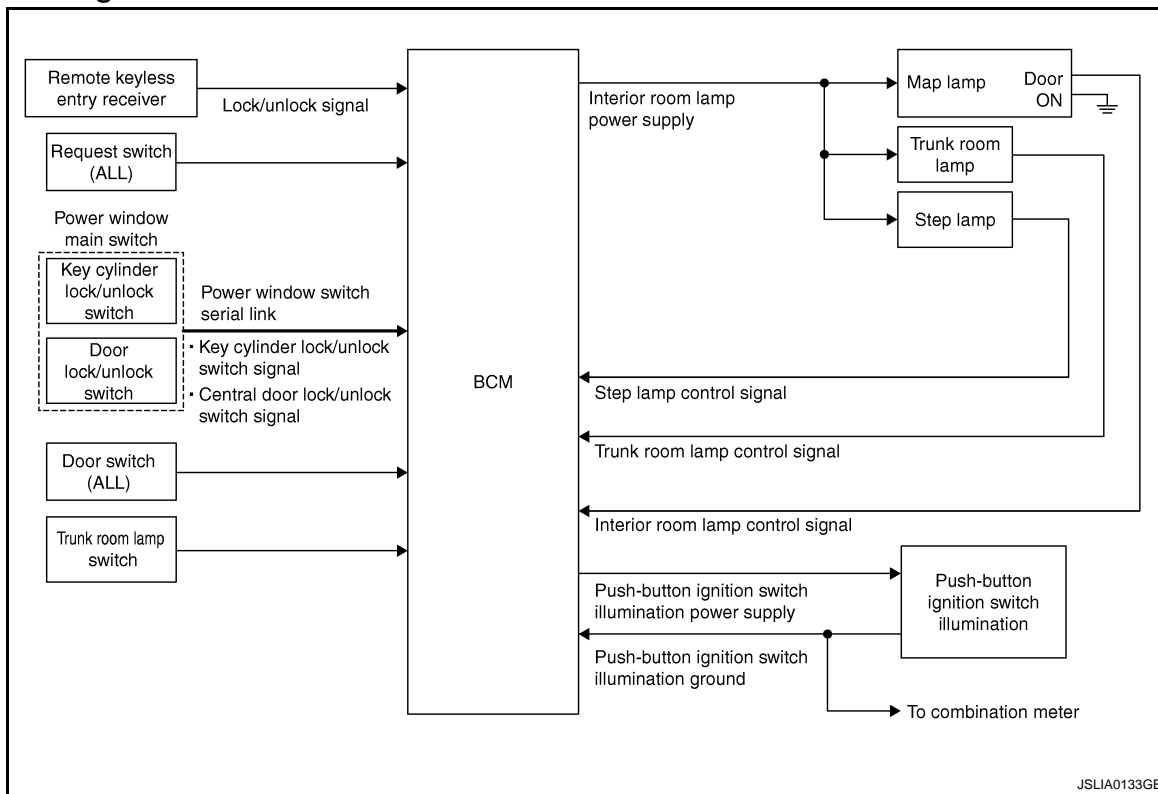 Remote keyless
entry receiver
Lock/unlock signal
Request switch
(ALL)
Power window
main switch
Key cylinder
lock/unlock
switch
Door
lock/unlock
switch
Power window switch
serial link
· Key cylinder lock/unlock
switch signal
· Central door lock/unlock
switch signal
Door switch
(ALL)
Trunk room lamp
switch
BCM
Interior room lamp
power supply
Map lamp
Door
ON
Trunk room
lamp
Step lamp
Step lamp control signal
Trunk room lamp control signal
Interior room lamp control signal
Push-button ignition switch
illumination power supply
Push-button ignition switch
illumination ground
Push-button
ignition switch
illumination
To combination meter